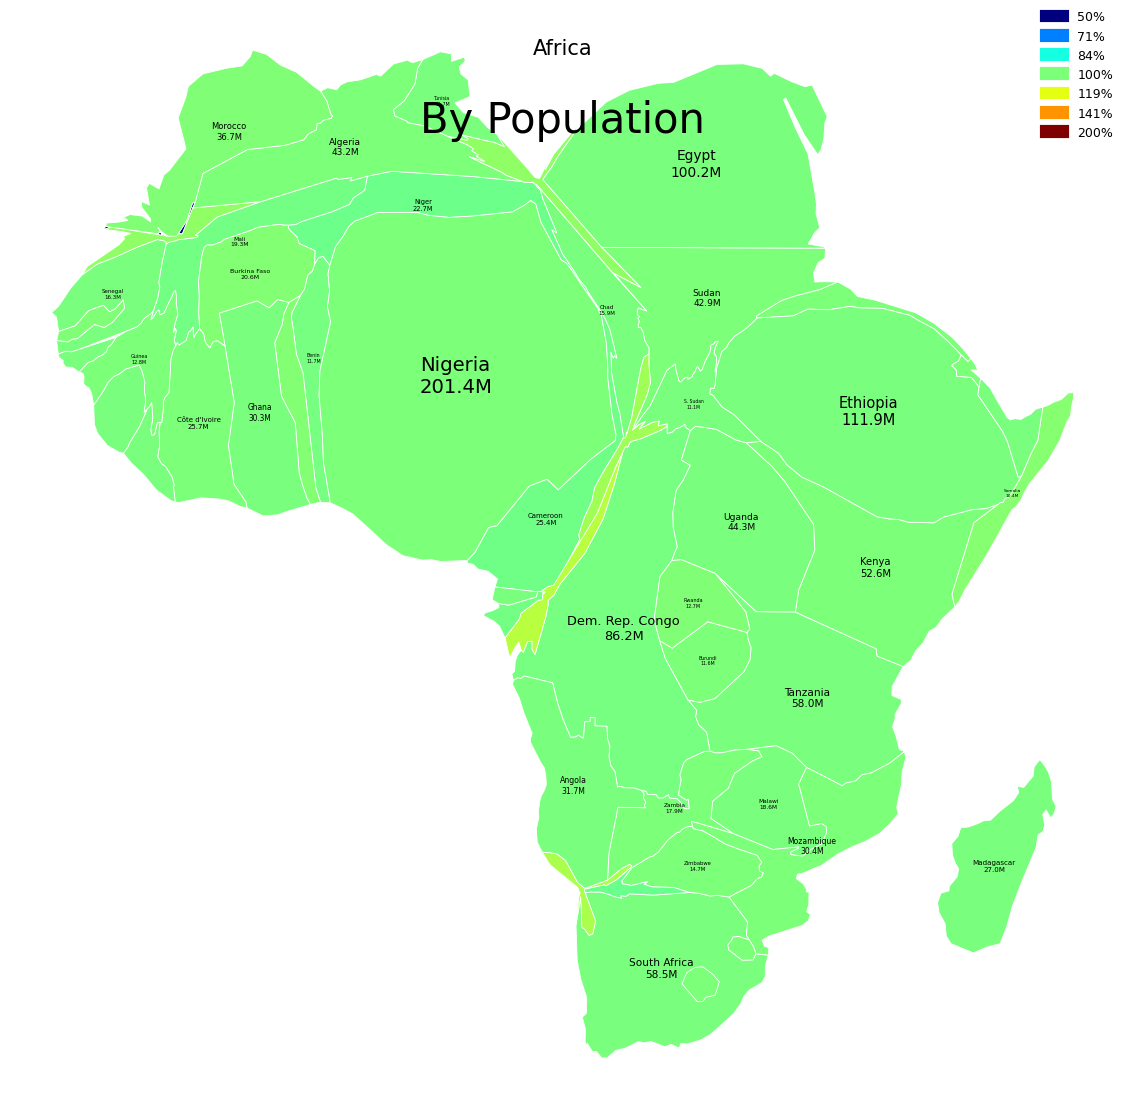 Africa
By Population
50%
71%
84%
100%
119%
141%
200%
Tunisia
Morocco
36.7M
Algeria
43.2M
Egypt
100.2M
Niger
22.7M
Mali
19.3M
Burkina Faso
20.6M
Senegal
16.3M
Sudan
42.9M
Chad
15.9M
Guinea
12.8M
Benin
11.7M
Nigeria
201.4M
Ghana
30.3M
Côte d'Ivoire
25.7M
S. Sudan
11.1M
Ethiopia
111.9M
Somalia
Cameroon
25.4M
Uganda
44.3M
Kenya
52.6M
Rwanda
12.7M
Dem. Rep. Congo
86.2M
Burundi
11.6M
Tanzania
58.0M
Angola
31.7M
Zambia
17.9M
Malawi
18.6M
Mozambique
30.4M
Zimbabwe
14.7M
Madagascar
27.0M
South Africa
58.5M